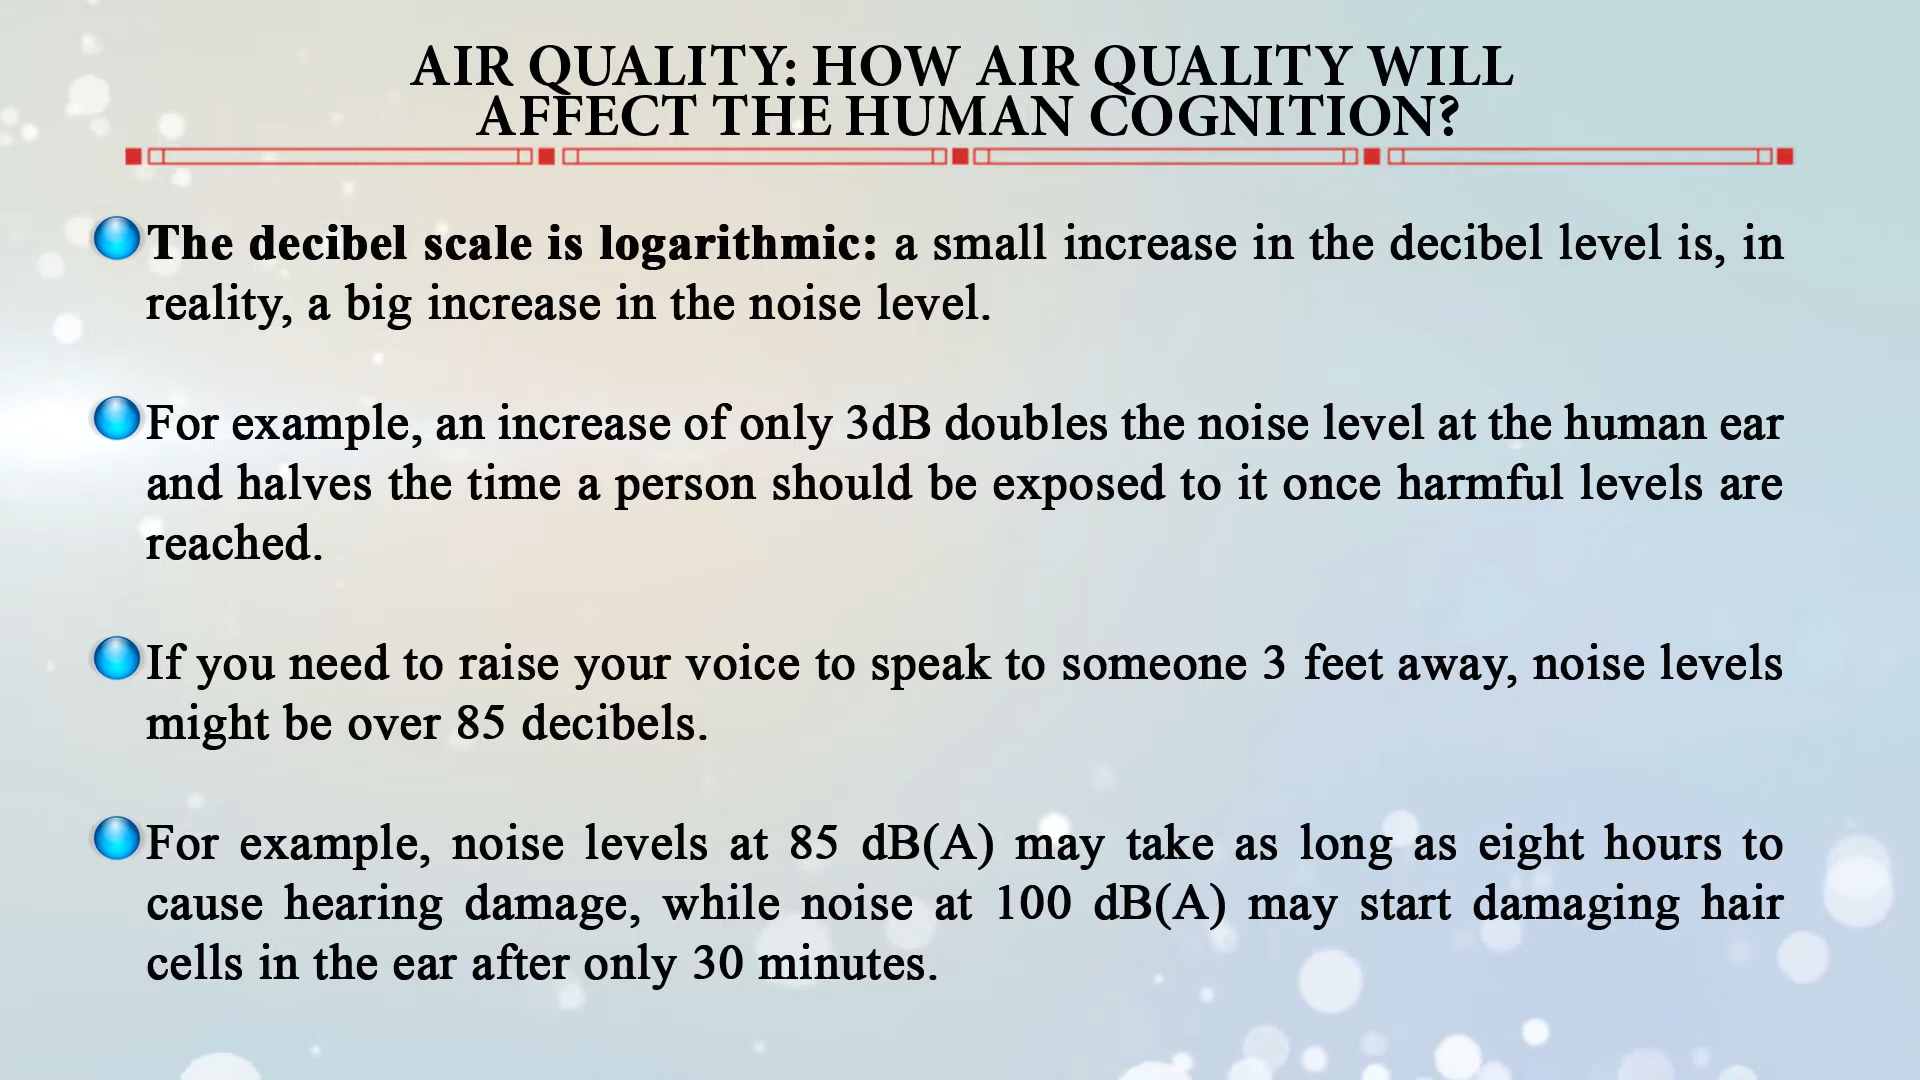 AIR QUALITY: HOW AIR QUALITY WILL
AFFECT THE HUMAN COGNITION?
The decibel scale is logarithmic: a small increase in the decibel level is, in
reality, a big increase in the noise level.
For example, an increase of only 3dB doubles the noise level at the human ear
and halves the time a person should be exposed to it once harmful levels are
reached.
If you need to raise your voice to speak to someone 3 feet away, noise levels
might be over 85 decibels.
For example, noise levels at 85 dB(A) may take as long as eight hours to
cause hearing damage, while noise at 100 dB(A) may start damaging hair
cells in the ear after only 30 minutes.